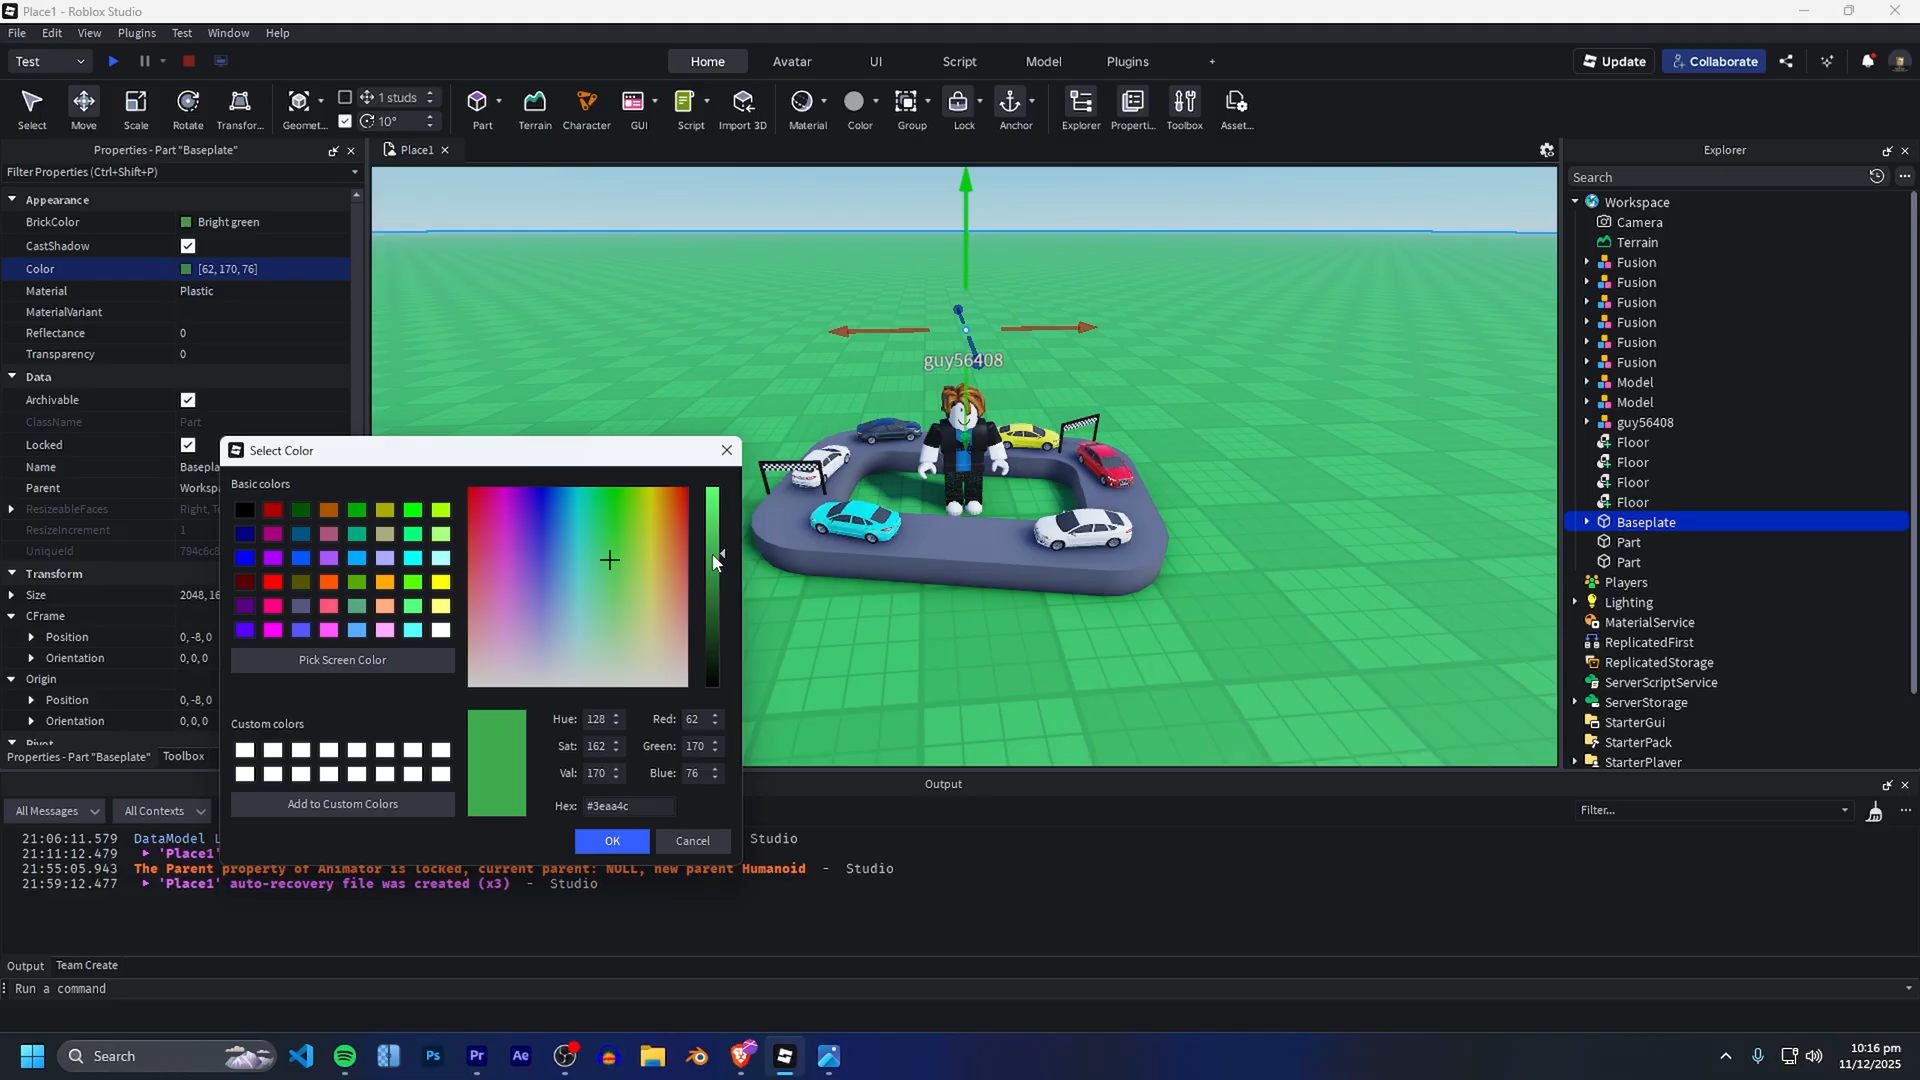 Place1 - Roblox Studio
File Edit View Plugins Test Window Help
Test Home Avatar UI Script Model Plugins + Update Collaborate
1 studs
10°
Select Move Scale Rotate Transfor... Geomet... Part Terrain Character GUI Script Import 3D Material Color Group Lock Anchor Explorer Properti... Toolbox Asset...
Properties - Part "Baseplate"
Filter Properties (Ctrl+Shift+P)
Appearance
BrickColor Bright green
CastShadow
Color [62, 170, 76]
Material Plastic
MaterialVariant
Reflectance 0
Transparency 0
Data
Archivable
ClassName Part
Locked
Name Basepla
Parent Worksp
ResizeableFaces Right, T
ResizeIncrement 1
UniqueId 794c6c8
Transform
Size 2048, 16
CFrame
Position 0, -8, 0
Orientation 0, 0, 0
Origin
Position 0, -8, 0
Orientation 0, 0, 0
Pivot
Properties - Part "Baseplate" Toolbox
Place1
guy56408
Select Color
Basic colors
Pick Screen Color
Custom colors
Add to Custom Colors
Hue: 128 Red: 62
Sat: 162 Green: 170
Val: 170 Blue: 76
Hex: #3eaa4c
OK Cancel
Explorer
Search
Workspace
Camera
Terrain
Fusion
Fusion
Fusion
Fusion
Fusion
Fusion
Model
Model
guy56408
Floor
Floor
Floor
Floor
Baseplate
Part
Part
Players
Lighting
MaterialService
ReplicatedFirst
ReplicatedStorage
ServerScriptService
ServerStorage
StarterGui
StarterPack
StarterPlayer
Output
All Messages All Contexts Filter...
21:06:11.579 DataModel L Studio
21:11:12.479 'Place1'
21:55:05.943 The Parent property of Animator is locked, current parent: NULL, new parent Humanoid - Studio
21:59:12.477 'Place1' auto-recovery file was created (x3) - Studio
Output Team Create
Run a command
Search
Ps Pr Ae
10:16 pm
11/12/2025